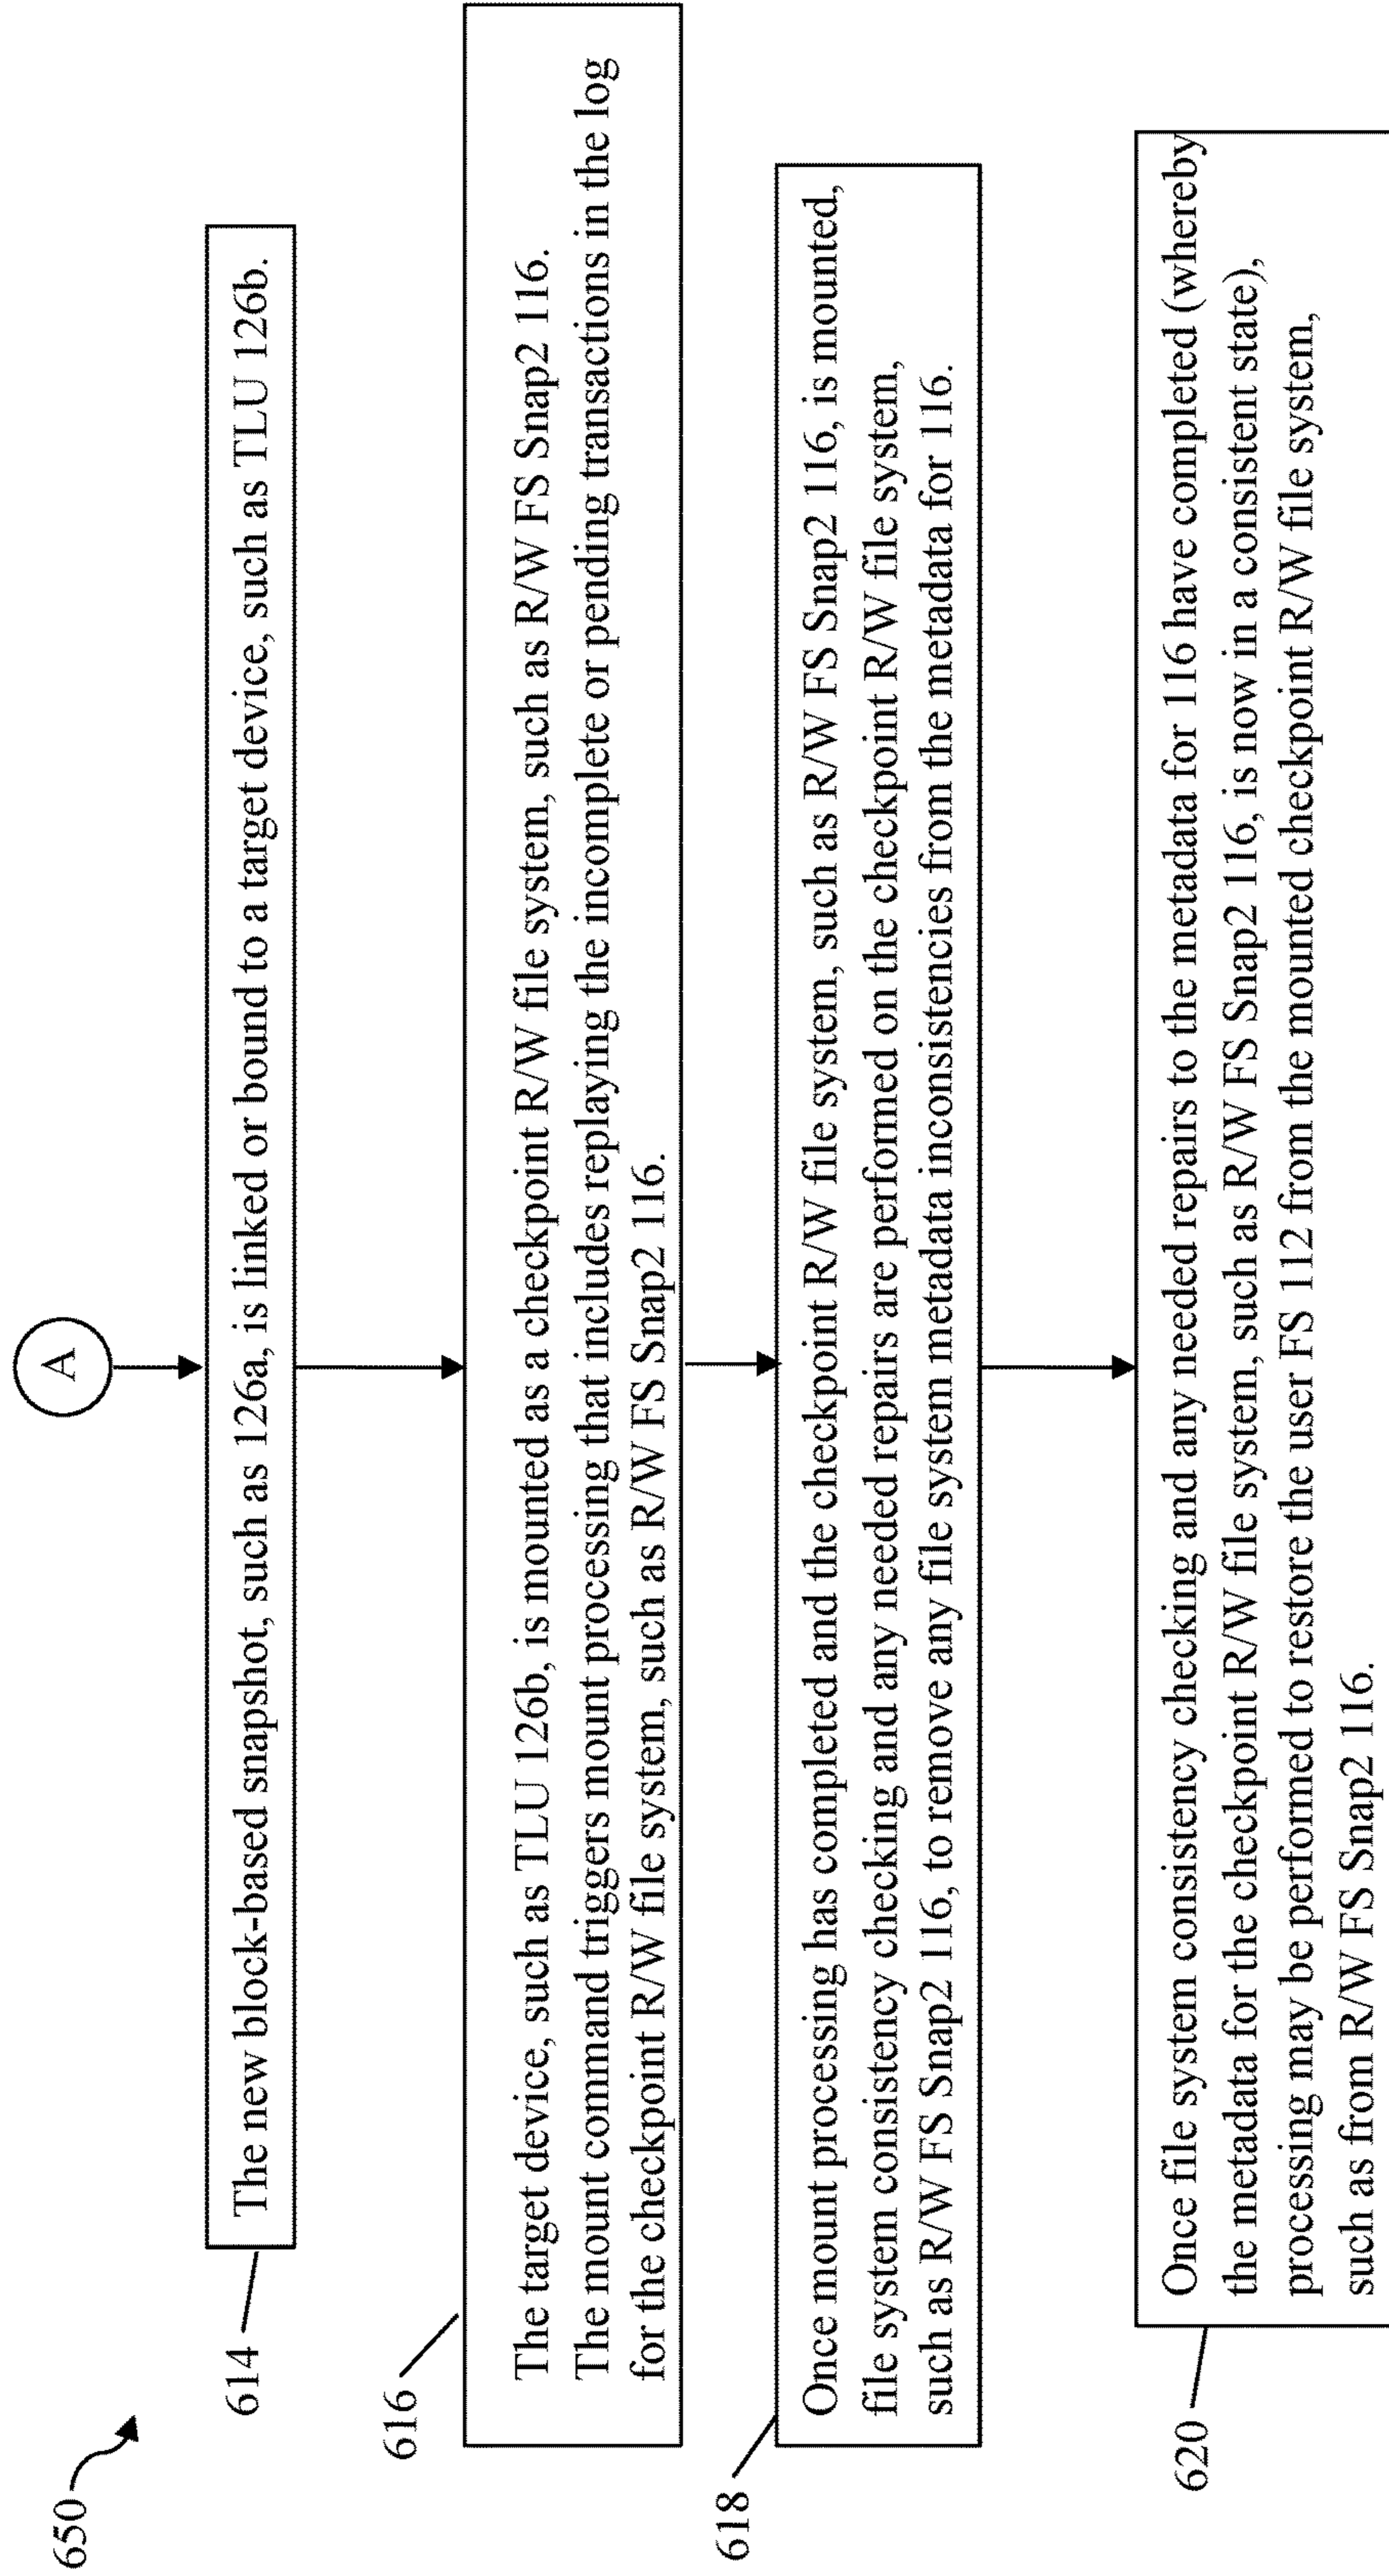 650
A
614
The new block-based snapshot, such as 126a, is linked or bound to a target device, such as TLU 126b.
616
The target device, such as TLU 126b, is mounted as a checkpoint R/W file system, such as R/W FS Snap2 116.
The mount command triggers mount processing that includes replaying the incomplete or pending transactions in the log
for the checkpoint R/W file system, such as R/W FS Snap2 116.
618
Once mount processing has completed and the checkpoint R/W file system, such as R/W FS Snap2 116, is mounted,
file system consistency checking and any needed repairs are performed on the checkpoint R/W file system,
such as R/W FS Snap2 116, to remove any file system metadata inconsistencies from the metadata for 116.
620
Once file system consistency checking and any needed repairs to the metadata for 116 have completed (whereby
the metadata for the checkpoint R/W file system, such as R/W FS Snap2 116, is now in a consistent state),
processing may be performed to restore the user FS 112 from the mounted checkpoint R/W file system,
such as from R/W FS Snap2 116.